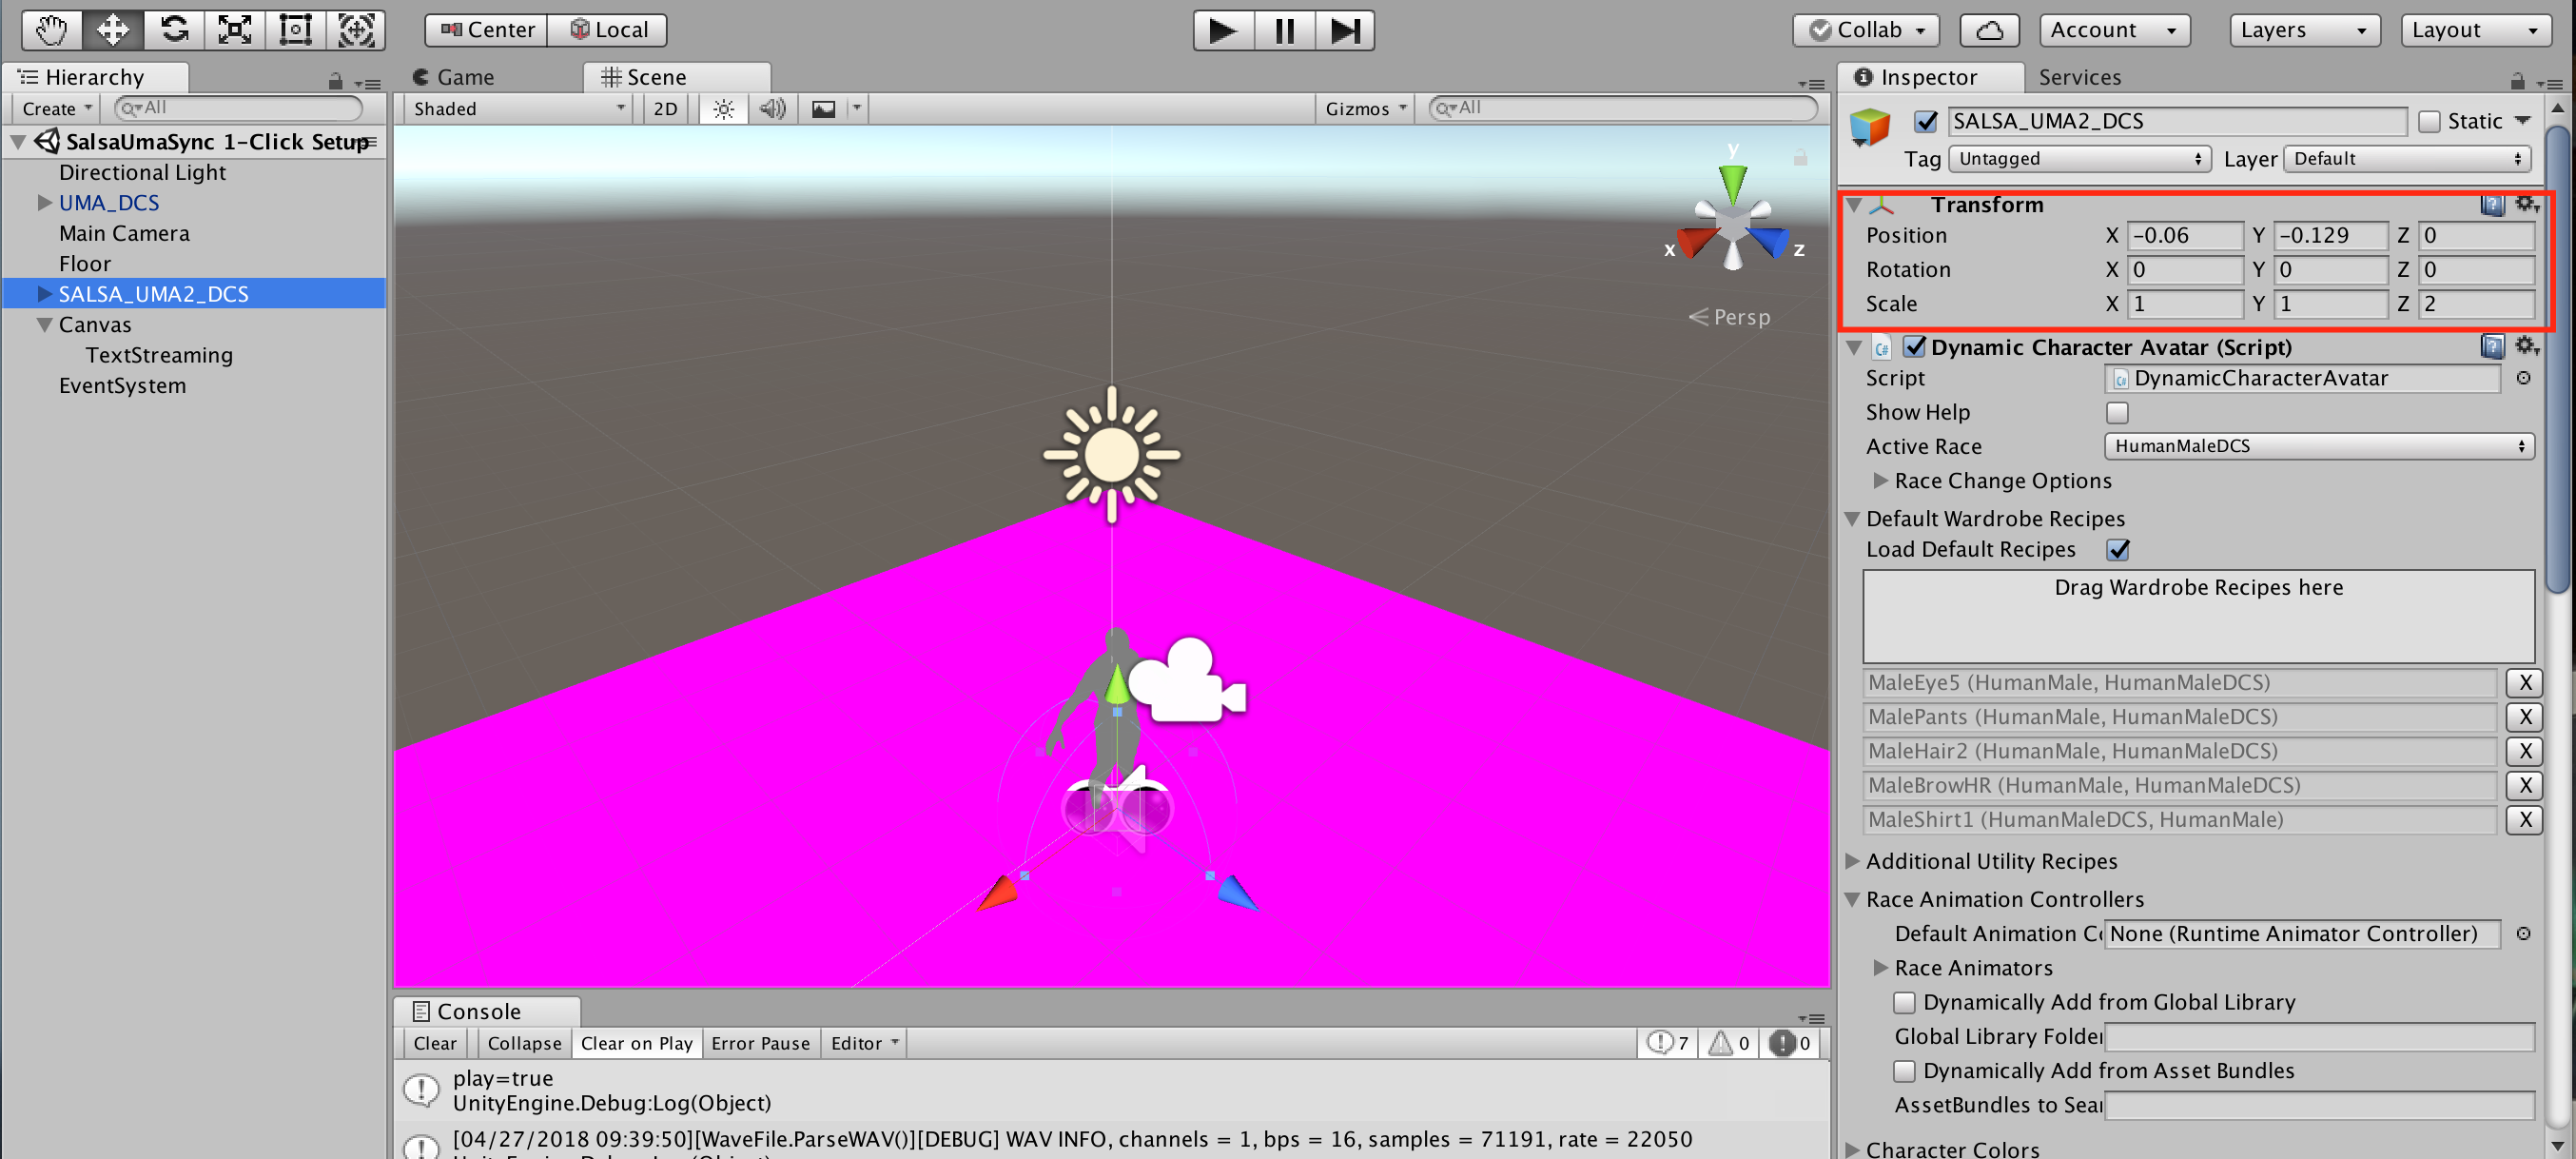 Center Local Collab Account Layers Layout
Hierarchy
Create All
SalsaUmaSync 1-Click Setup
Directional Light
UMA_DCS
Main Camera
Floor
SALSA_UMA2_DCS
Canvas
TextStreaming
EventSystem
Game Scene
Shaded 2D Gizmos All
y
x z
Persp
Inspector Services
SALSA_UMA2_DCS Static
Tag Untagged Layer Default
Transform
Position X -0.06 Y -0.129 Z 0
Rotation X 0 Y 0 Z 0
Scale X 1 Y 1 Z 2
Dynamic Character Avatar (Script)
Script DynamicCharacterAvatar
Show Help
Active Race HumanMaleDCS
Race Change Options
Default Wardrobe Recipes
Load Default Recipes
Drag Wardrobe Recipes here
MaleEye5 (HumanMale, HumanMaleDCS) X
MalePants (HumanMale, HumanMaleDCS) X
MaleHair2 (HumanMale, HumanMaleDCS) X
MaleBrowHR (HumanMale, HumanMaleDCS) X
MaleShirt1 (HumanMaleDCS, HumanMale) X
Additional Utility Recipes
Race Animation Controllers
Default Animation C None (Runtime Animator Controller)
Race Animators
Dynamically Add from Global Library
Global Library Folde
Dynamically Add from Asset Bundles
AssetBundles to Sea
Character Colors
Console
Clear Collapse Clear on Play Error Pause Editor 7 0 0
play=true
UnityEngine.Debug:Log(Object)
[04/27/2018 09:39:50][WaveFile.ParseWAV()][DEBUG] WAV INFO, channels = 1, bps = 16, samples = 71191, rate = 22050